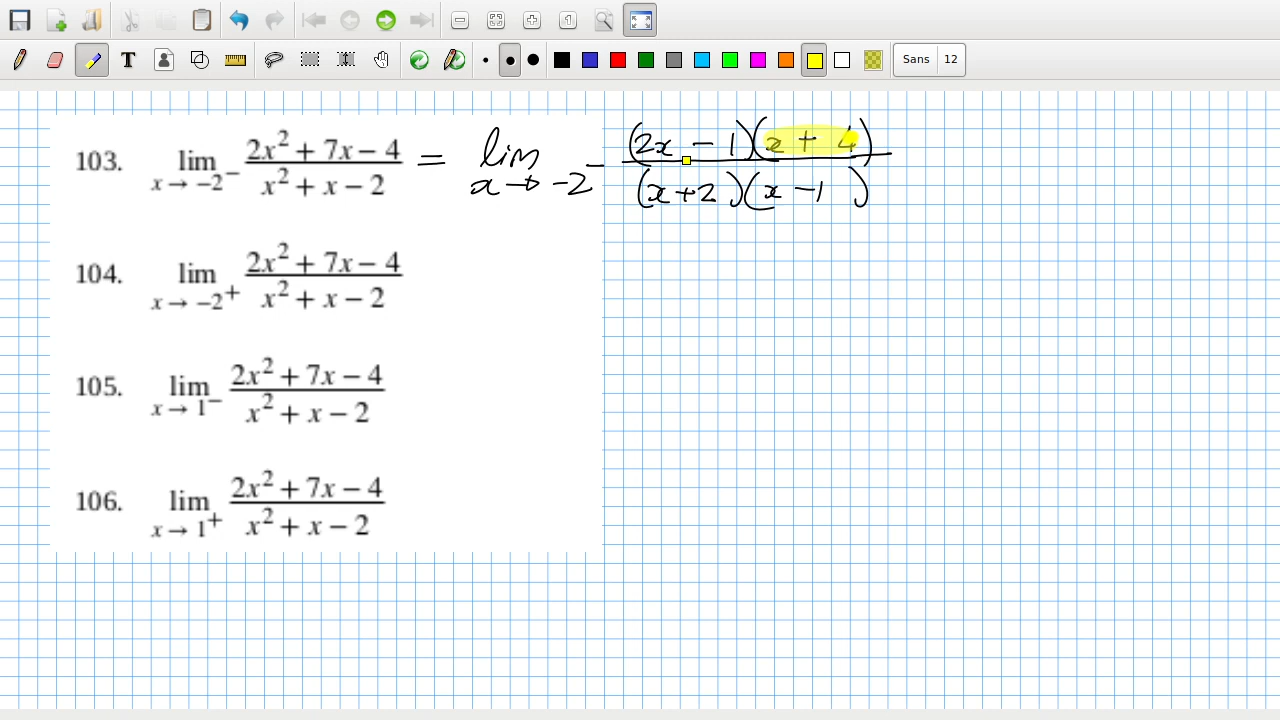 Sans 12
103. lim x → −2⁻ (2x² + 7x − 4)/(x² + x − 2) = lim x → −2⁻ (2x − 1)(x + 4)/(x + 2)(x − 1)
104. lim x → −2⁺ (2x² + 7x − 4)/(x² + x − 2)
105. lim x → 1⁻ (2x² + 7x − 4)/(x² + x − 2)
106. lim x → 1⁺ (2x² + 7x − 4)/(x² + x − 2)